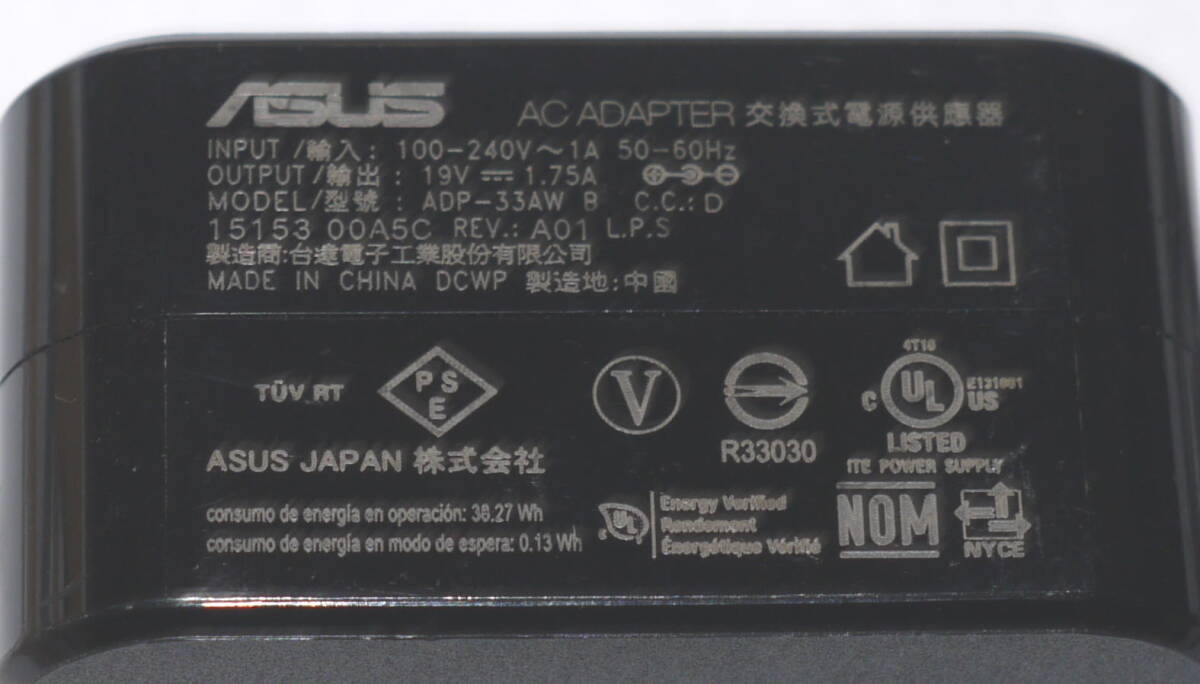 ASUS AC ADAPTER 交換式電源供應器
INPUT /輸入: 100-240V～1A 50-60Hz
OUTPUT /輸出: 19V⎓1.75A
MODEL/型號: ADP-33AW B C.C.: D
15153 00A5C REV.: A01 L.P.S
製造商:台達電子工業股份有限公司
MADE IN CHINA DCWP 製造地:中國
TÜV RT
P S E
V
R33030
4T10
C UL US
E131881
LISTED
ITE POWER SUPPLY
ASUS JAPAN 株式会社
consumo de energía en operación: 38.27 Wh
consumo de energía en modo de espera: 0.13 Wh
c UL
Energy Verified
Rendement
Énergétique Vérifié
NOM
NYCE